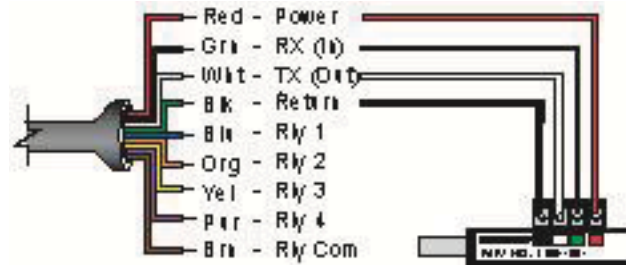 Red - Power
Grn - RX (In)
Wht - TX (Out)
Blk - Return
Blu - Rly 1
Org - Rly 2
Yel - Rly 3
Pur - Rly 4
Brn - Rly Com